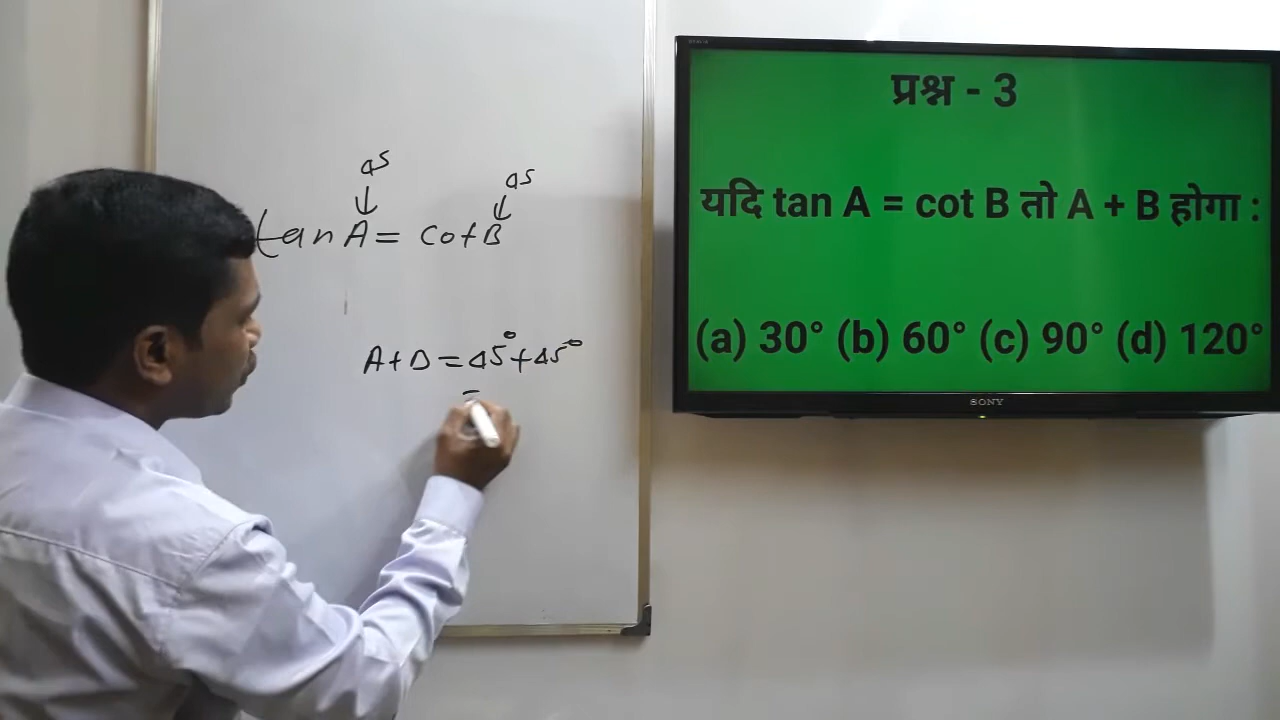 45
45
tan A = cot B
A+B = 45°+45°
=
प्रश्न - 3
यदि tan A = cot B तो A + B होगा :
(a) 30° (b) 60° (c) 90° (d) 120°
SONY